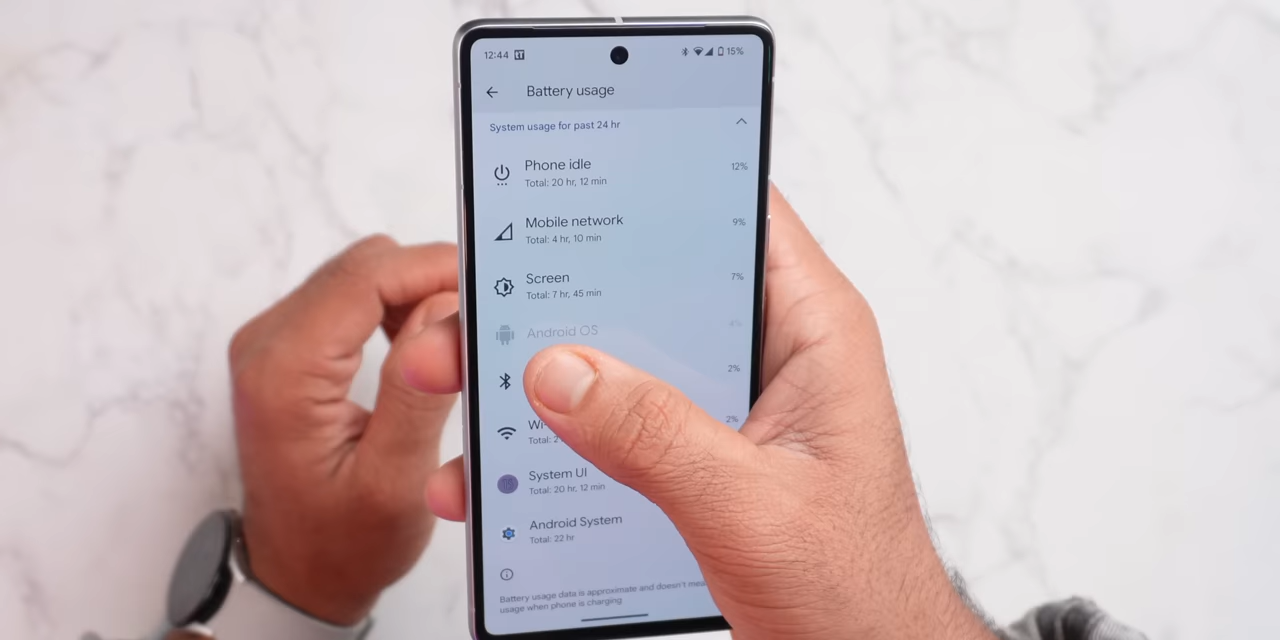 12:44 15%
Battery usage
System usage for past 24 hr
Phone idle 12%
Total: 20 hr, 12 min
Mobile network 9%
Total: 4 hr, 10 min
Screen 7%
Total: 7 hr, 45 min
Android OS 4%
2%
2%
Total:
System UI
Total: 20 hr, 12 min
Android System
Total: 22 hr
Battery usage data is approximate and doesn't
usage when phone is charging